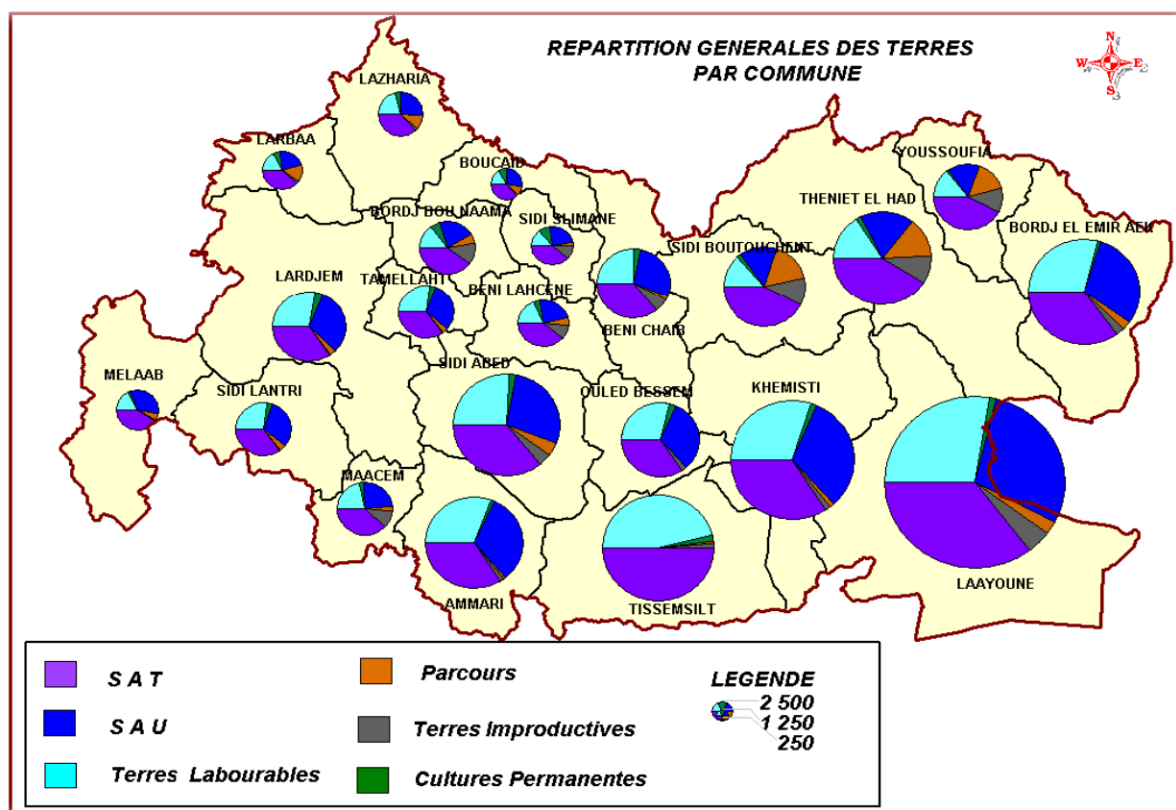 REPARTITION GENERALES DES TERRES
PAR COMMUNE
N
W E
S
LAZHARIA
LARBAA
BOUCAID
YOUSSOUFIA
THENIET EL HAD
BORDJ BOU NAAMA
SIDI SLIMANE
BORDJ EL EMIR AEK
SIDI BOUTOUCHENT
LARDJEM
TAMELLAHT
BENI LAHCENE
BENI CHAIB
MELAAB
SIDI LANTRI
SIDI ABED
OULED BESSEM
KHEMISTI
MAACEM
AMMARI
TISSEMSILT
LAAYOUNE
S A T
Parcours
LEGENDE
2 500
1 250
250
S A U
Terres Improductives
Terres Labourables
Cultures Permanentes